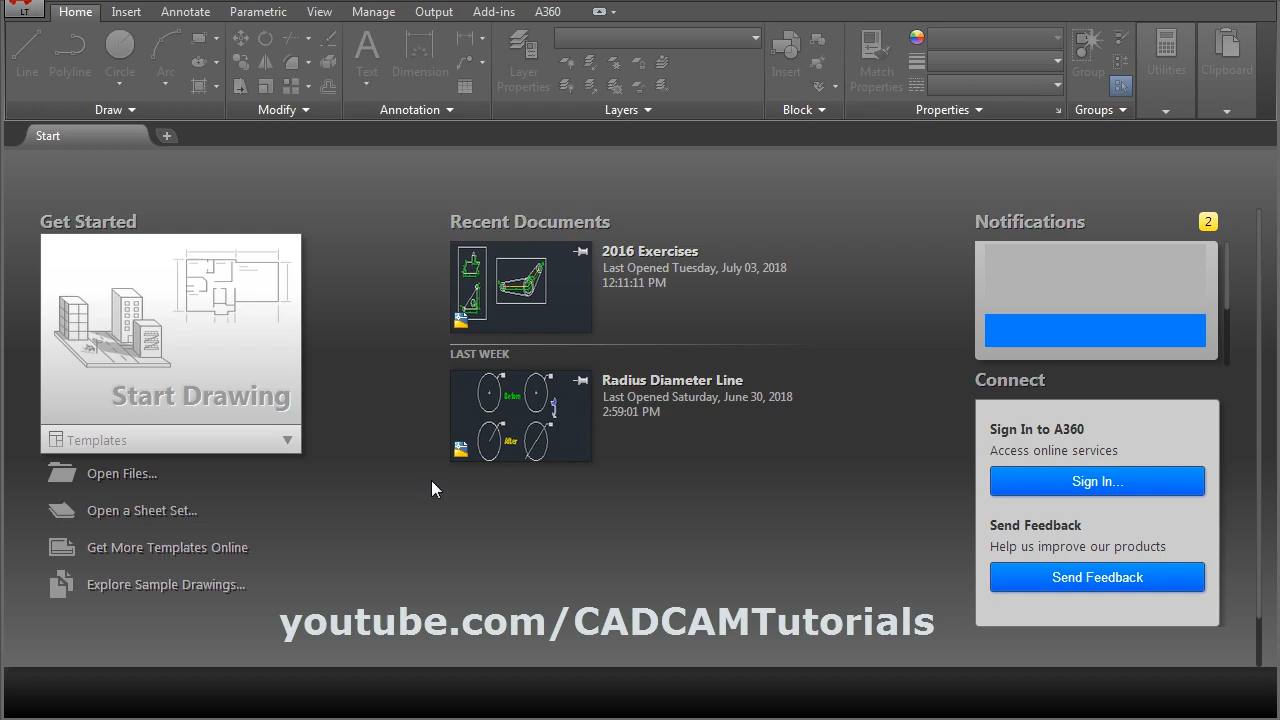 LT
Home Insert Annotate Parametric View Manage Output Add-ins A360
Line Polyline Circle Arc Text Dimension Layer Properties Insert Match Properties Group Utilities Clipboard
Draw Modify Annotation Layers Block Properties Groups
Start
Get Started
Start Drawing
Templates
Open Files...
Open a Sheet Set...
Get More Templates Online
Explore Sample Drawings...
Recent Documents
2016 Exercises
Last Opened Tuesday, July 03, 2018
12:11:11 PM
LAST WEEK
Before
After
Radius Diameter Line
Last Opened Saturday, June 30, 2018
2:59:01 PM
Notifications 2
Connect
Sign In to A360
Access online services
Sign In...
Send Feedback
Help us improve our products
Send Feedback
youtube.com/CADCAMTutorials